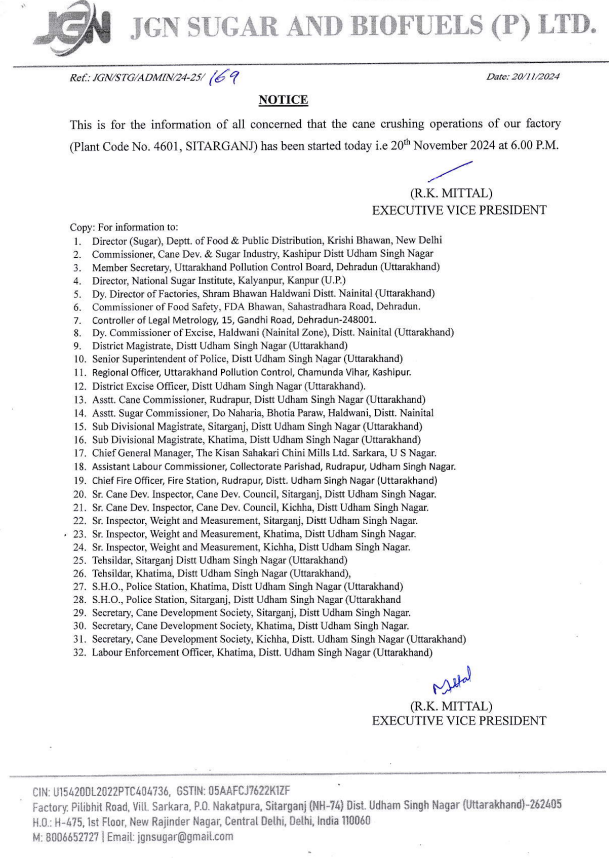 JGN JGN SUGAR AND BIOFUELS (P) LTD.
Ref.: JGN/STG/ADMIN/24-25/ 169 Date: 20/11/2024
NOTICE
This is for the information of all concerned that the cane crushing operations of our factory
(Plant Code No. 4601, SITARGANJ) has been started today i.e 20th November 2024 at 6.00 P.M.
(R.K. MITTAL)
EXECUTIVE VICE PRESIDENT
Copy: For information to:
1. Director (Sugar), Deptt. of Food & Public Distribution, Krishi Bhawan, New Delhi
2. Commissioner, Cane Dev. & Sugar Industry, Kashipur Distt Udham Singh Nagar
3. Member Secretary, Uttarakhand Pollution Control Board, Dehradun (Uttarakhand)
4. Director, National Sugar Institute, Kalyanpur, Kanpur (U.P.)
5. Dy. Director of Factories, Shram Bhawan Haldwani Distt. Nainital (Uttarakhand)
6. Commissioner of Food Safety, FDA Bhawan, Sahastradhara Road, Dehradun.
7. Controller of Legal Metrology, 15, Gandhi Road, Dehradun-248001.
8. Dy. Commissioner of Excise, Haldwani (Nainital Zone), Distt. Nainital (Uttarakhand)
9. District Magistrate, Distt Udham Singh Nagar (Uttarakhand)
10. Senior Superintendent of Police, Distt Udham Singh Nagar (Uttarakhand)
11. Regional Officer, Uttarakhand Pollution Control, Chamunda Vihar, Kashipur.
12. District Excise Officer, Distt Udham Singh Nagar (Uttarakhand).
13. Asstt. Cane Commissioner, Rudrapur, Distt Udham Singh Nagar (Uttarakhand)
14. Asstt. Sugar Commissioner, Do Naharia, Bhotia Paraw, Haldwani, Distt. Nainital
15. Sub Divisional Magistrate, Sitarganj, Distt Udham Singh Nagar (Uttarakhand)
16. Sub Divisional Magistrate, Khatima, Distt Udham Singh Nagar (Uttarakhand)
17. Chief General Manager, The Kisan Sahakari Chini Mills Ltd. Sarkara, U S Nagar.
18. Assistant Labour Commissioner, Collectorate Parishad, Rudrapur, Udham Singh Nagar.
19. Chief Fire Officer, Fire Station, Rudrapur, Distt. Udham Singh Nagar (Uttarakhand)
20. Sr. Cane Dev. Inspector, Cane Dev. Council, Sitarganj, Distt Udham Singh Nagar.
21. Sr. Cane Dev. Inspector, Cane Dev. Council, Kichha, Distt Udham Singh Nagar.
22. Sr. Inspector, Weight and Measurement, Sitarganj, Distt Udham Singh Nagar.
23. Sr. Inspector, Weight and Measurement, Khatima, Distt Udham Singh Nagar.
24. Sr. Inspector, Weight and Measurement, Kichha, Distt Udham Singh Nagar.
25. Tehsildar, Sitarganj Distt Udham Singh Nagar (Uttarakhand)
26. Tehsildar, Khatima, Distt Udham Singh Nagar (Uttarakhand),
27. S.H.O., Police Station, Khatima, Distt Udham Singh Nagar (Uttarakhand)
28. S.H.O., Police Station, Sitarganj, Distt Udham Singh Nagar (Uttarakhand
29. Secretary, Cane Development Society, Sitarganj, Distt Udham Singh Nagar.
30. Secretary, Cane Development Society, Khatima, Distt Udham Singh Nagar.
31. Secretary, Cane Development Society, Kichha, Distt. Udham Singh Nagar (Uttarakhand)
32. Labour Enforcement Officer, Khatima, Distt. Udham Singh Nagar (Uttarakhand)
Mittal
(R.K. MITTAL)
EXECUTIVE VICE PRESIDENT
CIN: U15420DL2022PTC404736, GSTIN: 05AAFCJ7622K1ZF
Factory: Pilibhit Road, Vill. Sarkara, P.O. Nakatpura, Sitarganj (NH-74) Dist. Udham Singh Nagar (Uttarakhand)-262405
H.O.: H-475, 1st Floor, New Rajinder Nagar, Central Delhi, Delhi, India 110060
M: 8006652727 | Email: jgnsugar@gmail.com